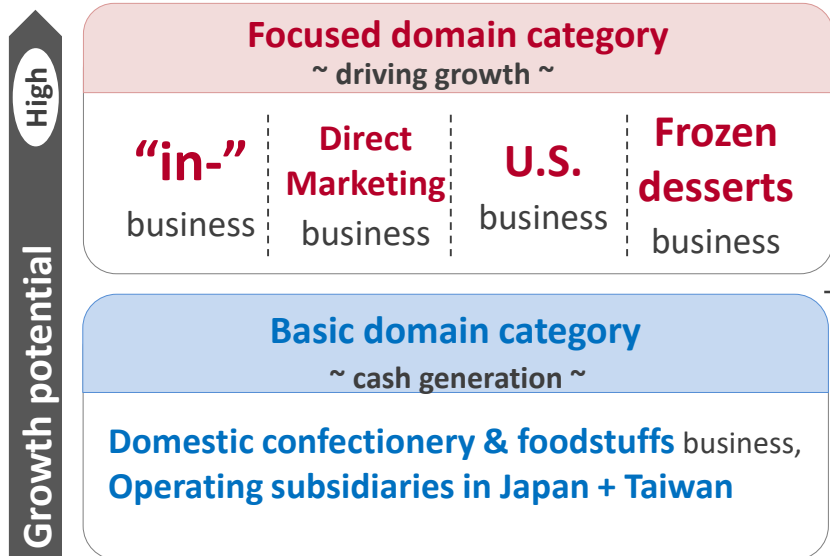 High
Growth potential
Focused domain category
~ driving growth ~
“in-”
business
Direct
Marketing
business
U.S.
business
Frozen
desserts
business
Basic domain category
~ cash generation ~
Domestic confectionery & foodstuffs business,
Operating subsidiaries in Japan + Taiwan